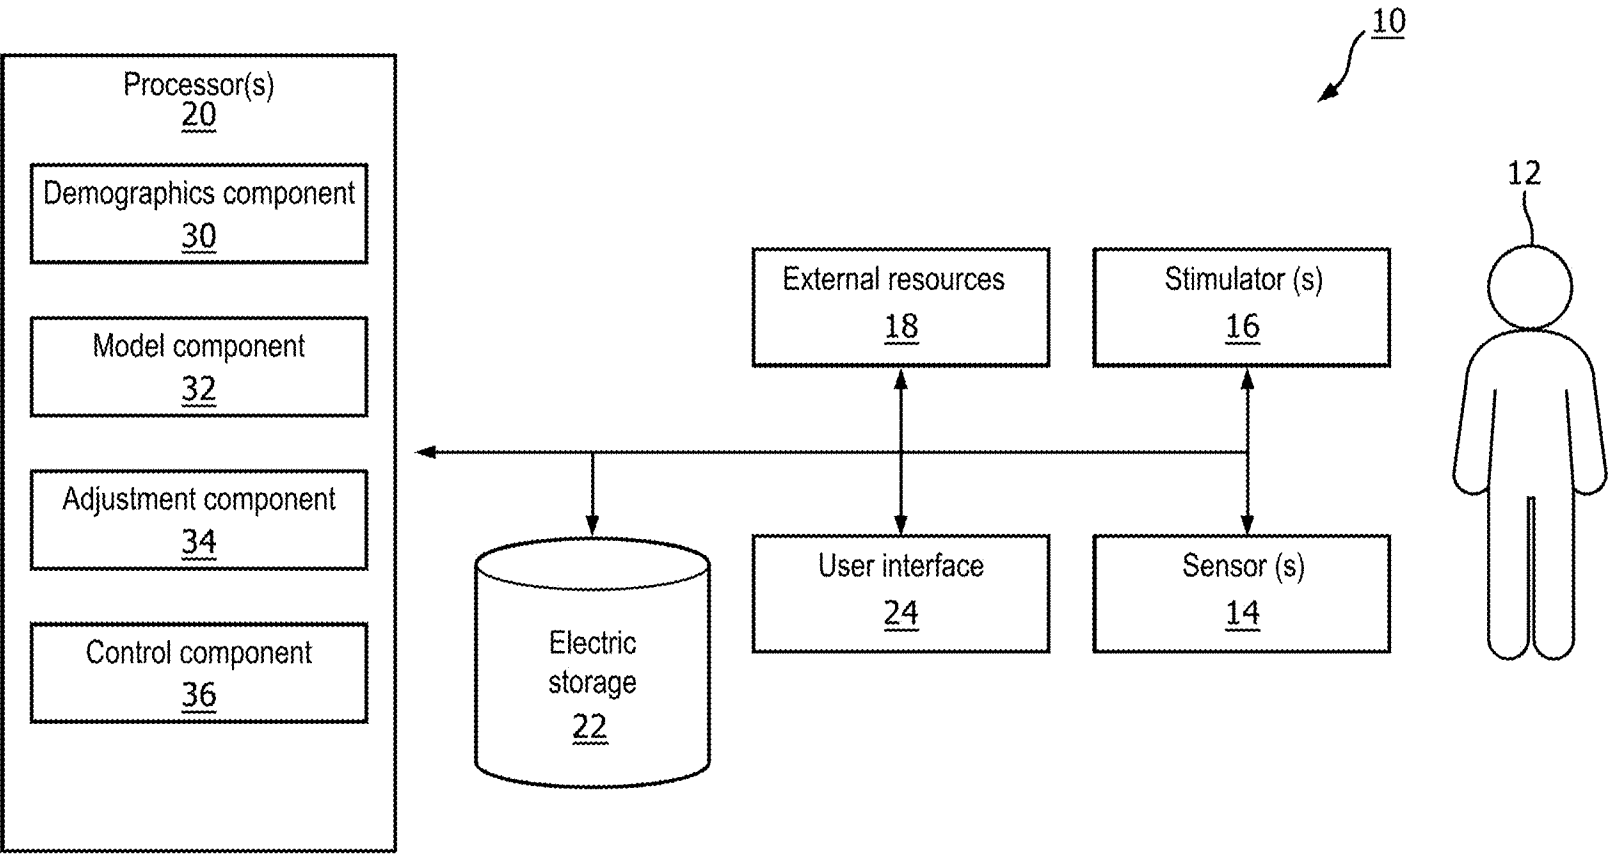 10
Processor(s)
20
Demographics component
30
Model component
32
Adjustment component
34
Control component
36
External resources
18
Stimulator (s)
16
12
Electric
storage
22
User interface
24
Sensor (s)
14